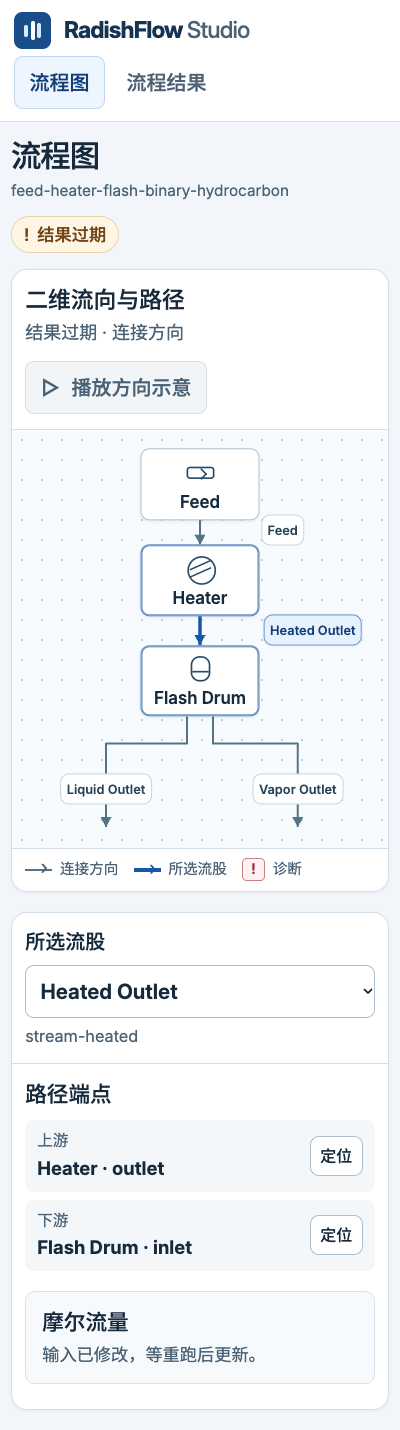 RadishFlow Studio
流程图 流程结果
流程图
feed-heater-flash-binary-hydrocarbon
! 结果过期
二维流向与路径
结果过期 · 连接方向
播放方向示意
Feed
Feed
Heater
Heated Outlet
Flash Drum
Liquid Outlet Vapor Outlet
连接方向 所选流股 ! 诊断
所选流股
Heated Outlet
stream-heated
路径端点
上游
Heater · outlet 定位
下游
Flash Drum · inlet 定位
摩尔流量
输入已修改，等重跑后更新。